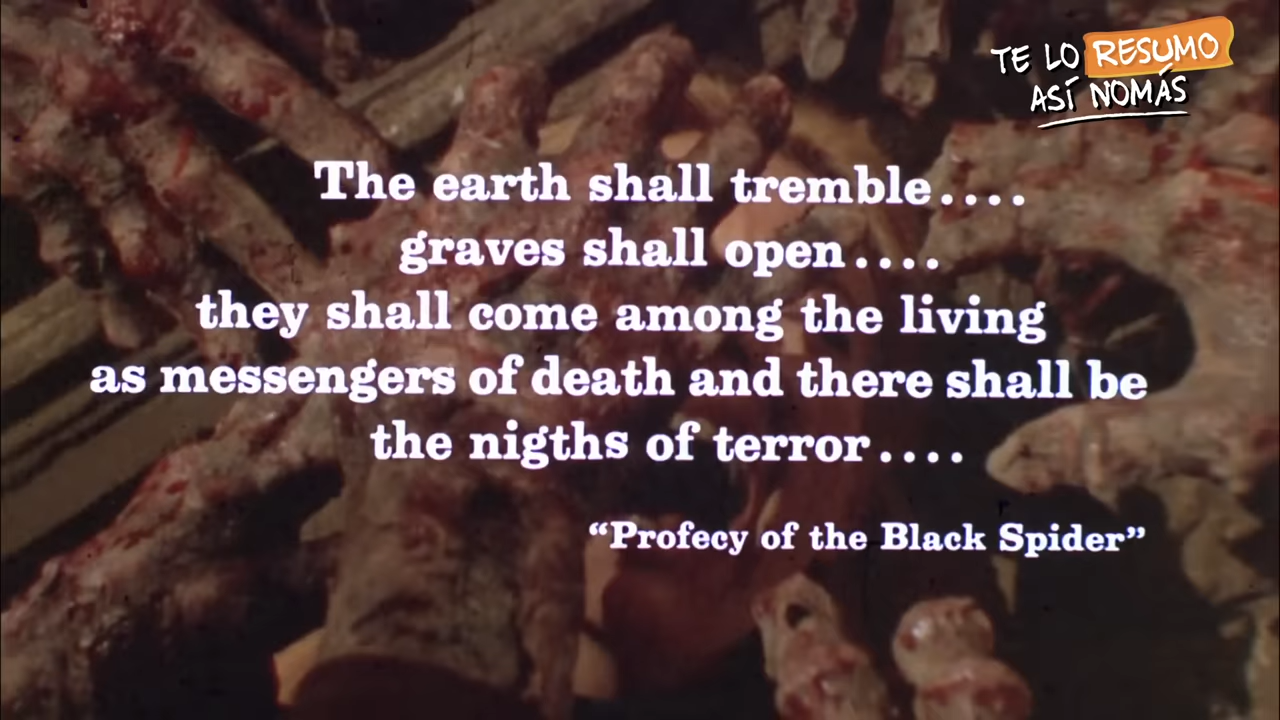 TE LO RESUMO
ASÍ NOMÁS
The earth shall tremble....
graves shall open....
they shall come among the living
as messengers of death and there shall be
the nigths of terror....
“Profecy of the Black Spider”